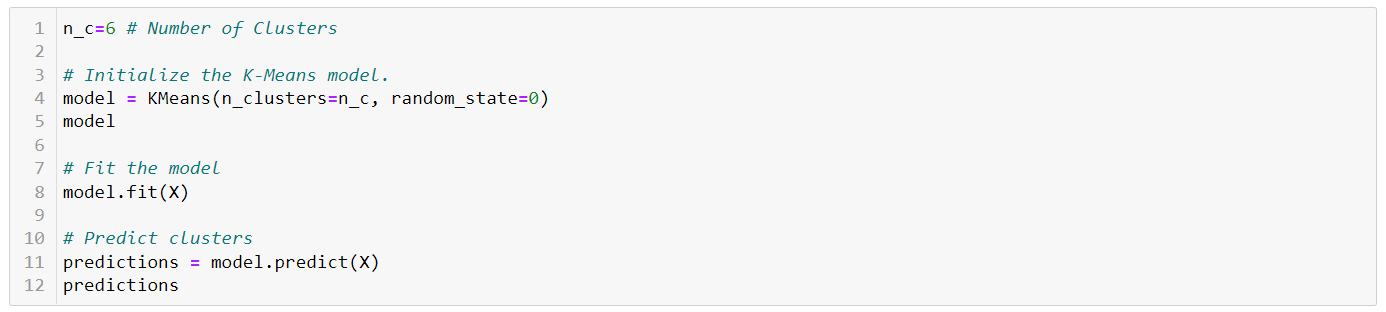 1 n_c=6 # Number of Clusters
2
3 # Initialize the K-Means model.
4 model = KMeans(n_clusters=n_c, random_state=0)
5 model
6
7 # Fit the model
8 model.fit(X)
9
10 # Predict clusters
11 predictions = model.predict(X)
12 predictions